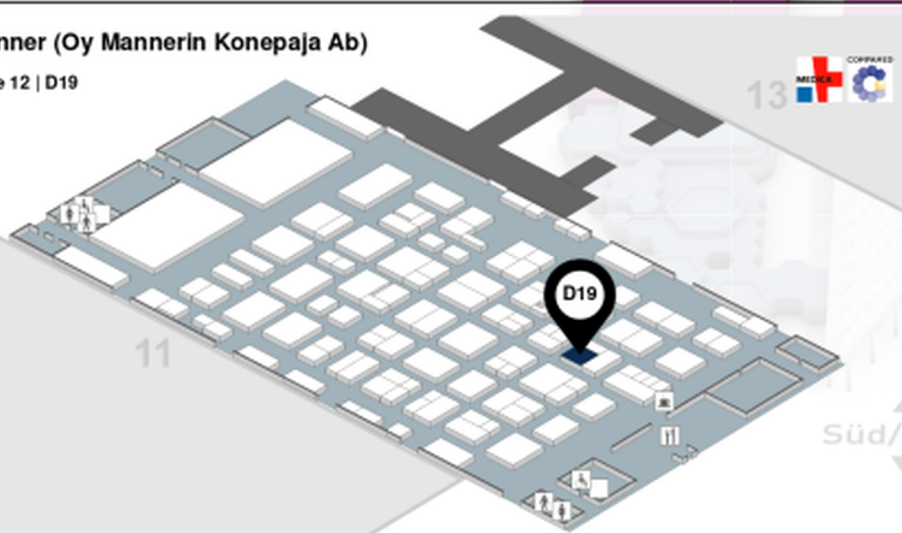 nner (Oy Mannerin Konepaja Ab)
e 12 | D19
13
MEDICA
COMPAMED
D19
11
Süd/